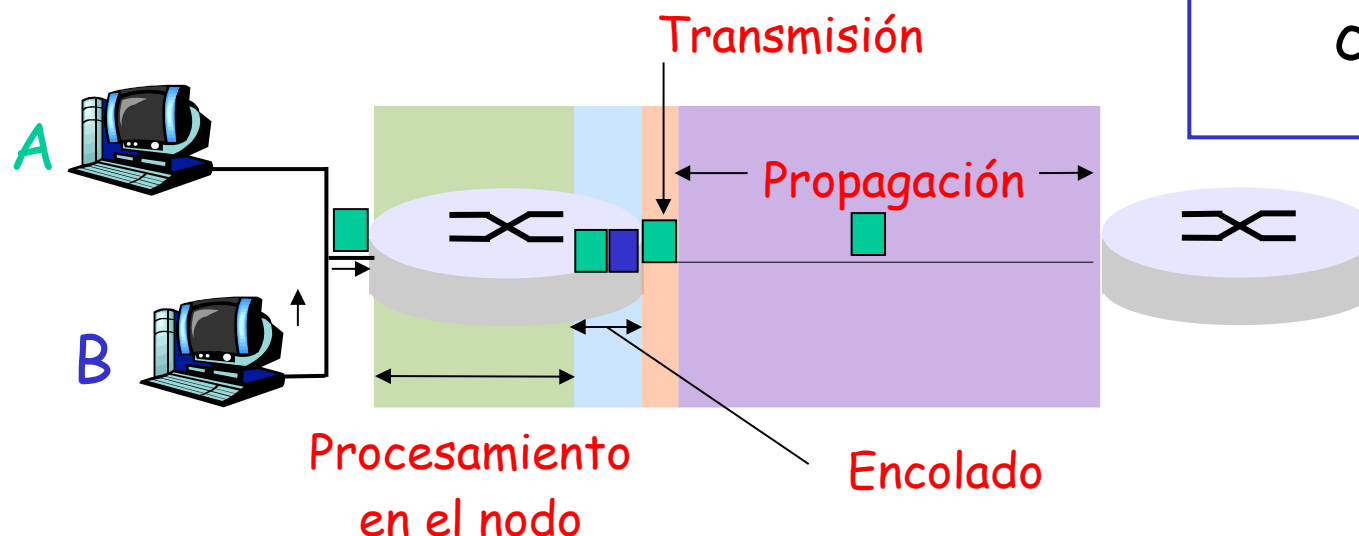 Transmisión
A
Propagación
B
Procesamiento
en el nodo
Encolado